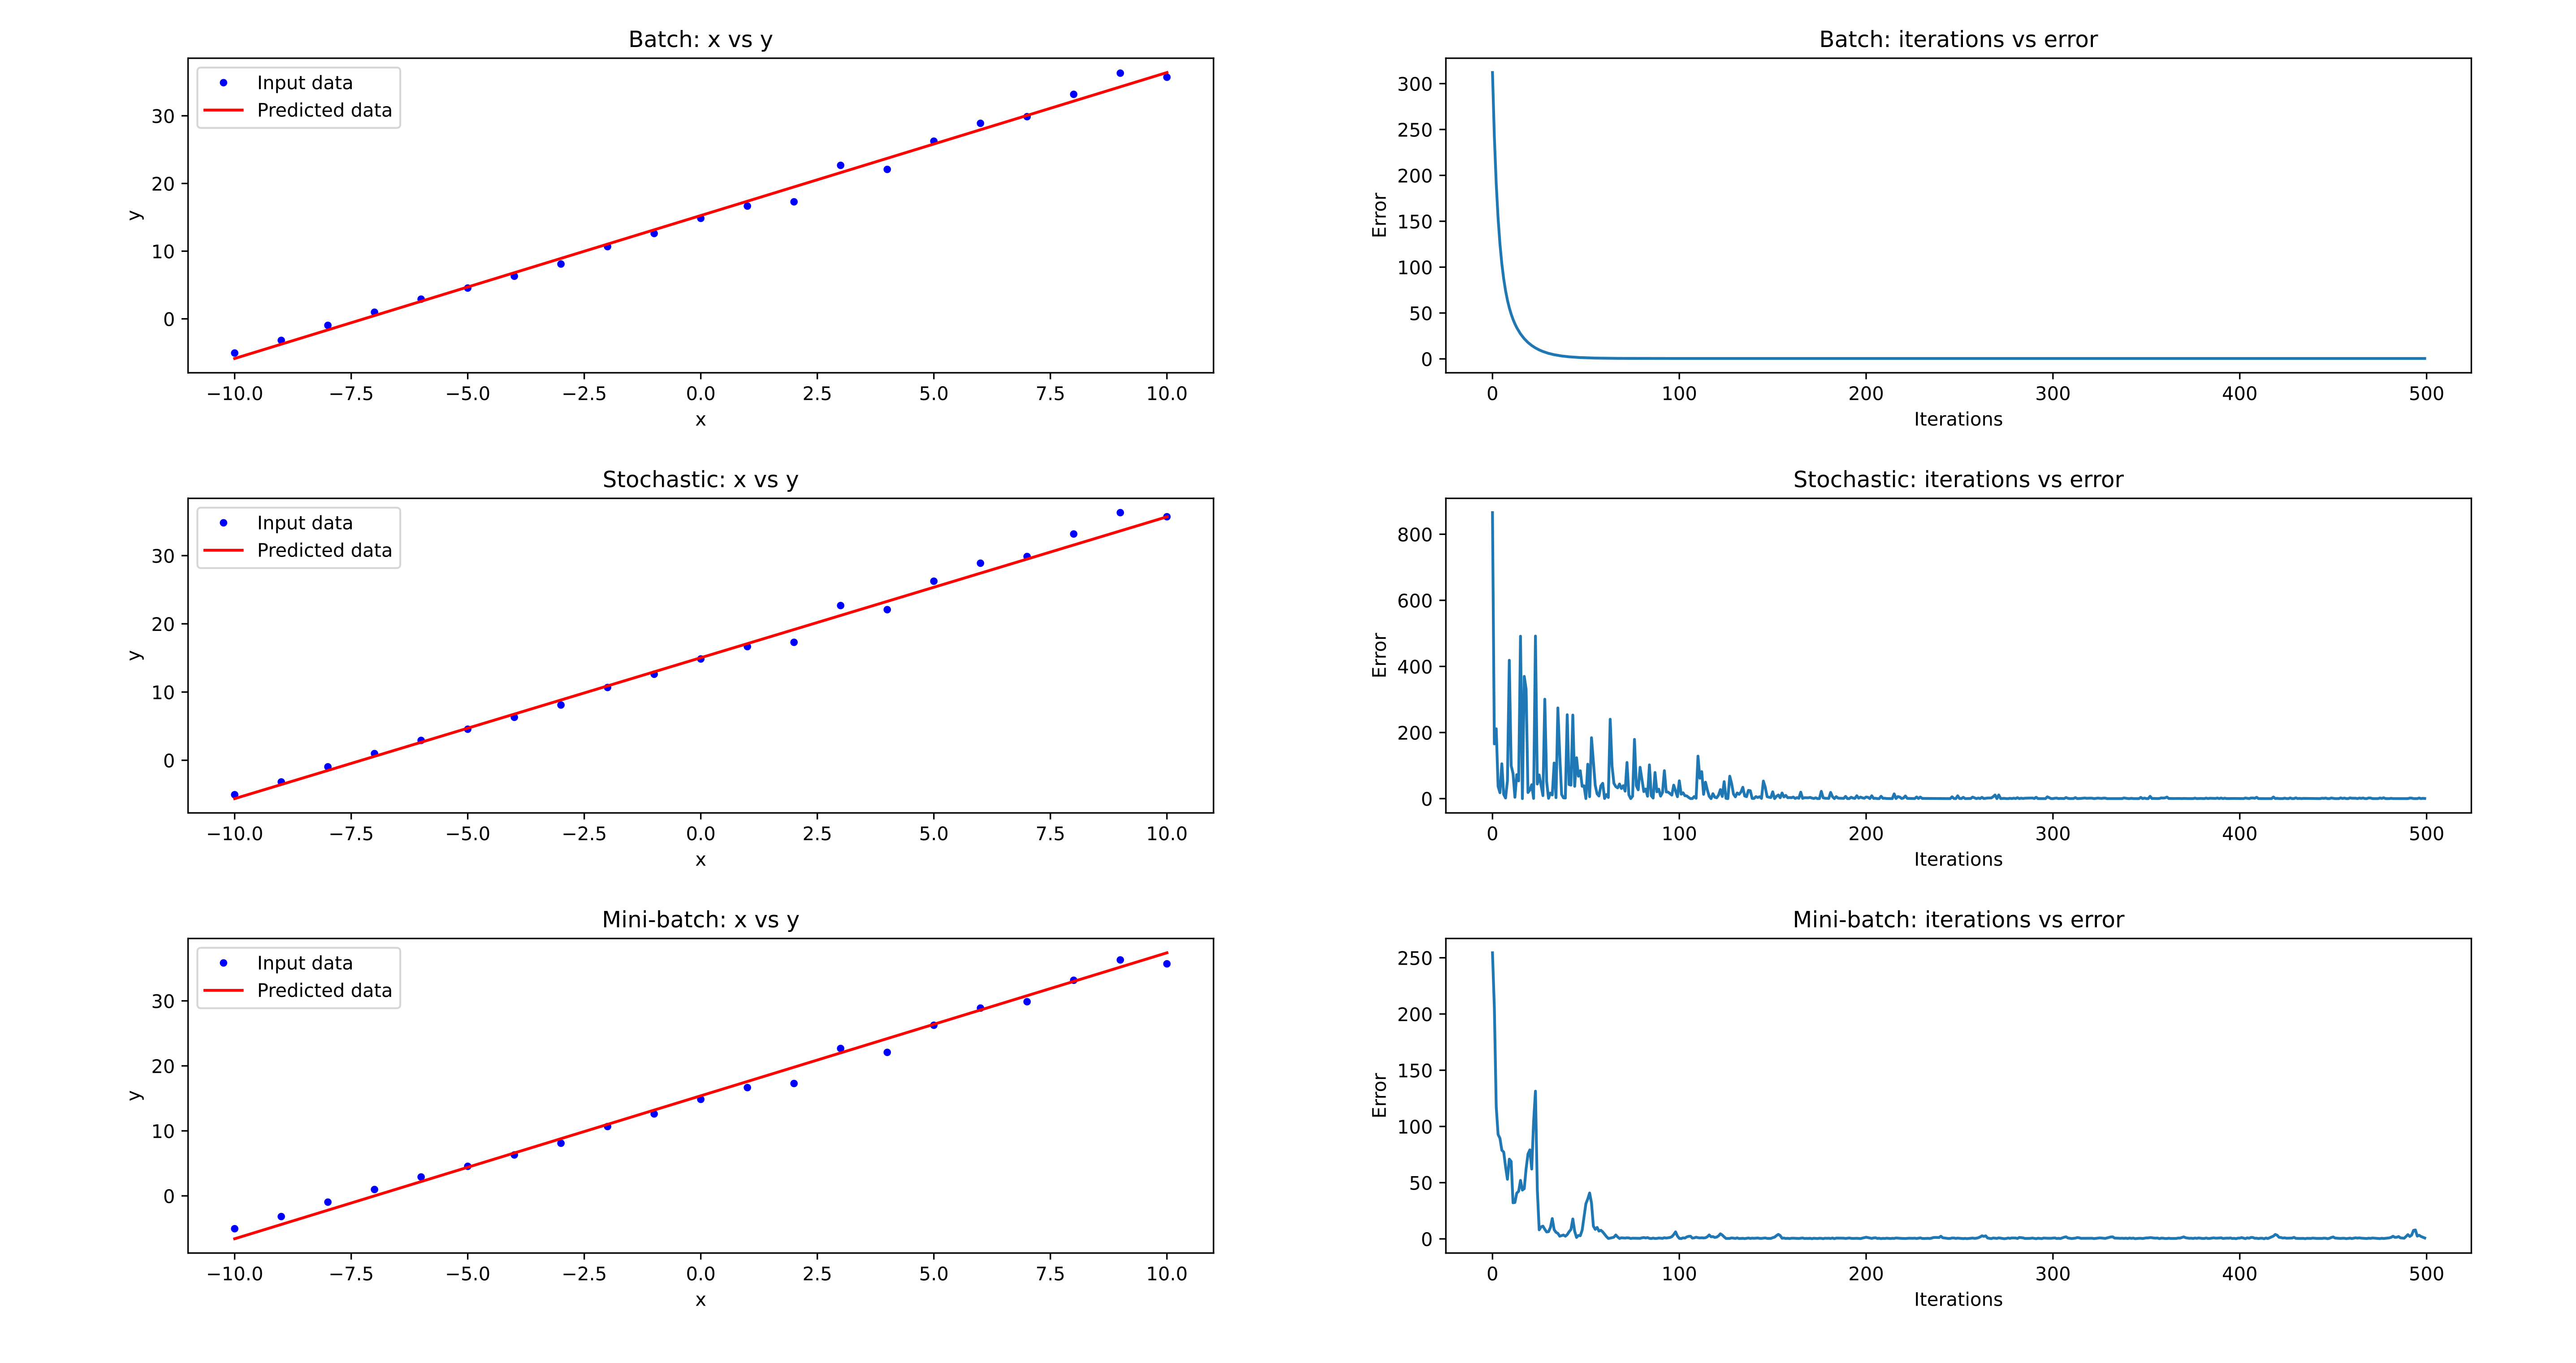 Batch: x vs y
Input data
Predicted data
30
20
10
0
y
−10.0 −7.5 −5.0 −2.5 0.0 2.5 5.0 7.5 10.0
x
Batch: iterations vs error
300
250
200
150
100
50
0
Error
0 100 200 300 400 500
Iterations
Stochastic: x vs y
Input data
Predicted data
30
20
10
0
y
−10.0 −7.5 −5.0 −2.5 0.0 2.5 5.0 7.5 10.0
x
Stochastic: iterations vs error
800
600
400
200
0
Error
0 100 200 300 400 500
Iterations
Mini-batch: x vs y
Input data
Predicted data
30
20
10
0
y
−10.0 −7.5 −5.0 −2.5 0.0 2.5 5.0 7.5 10.0
x
Mini-batch: iterations vs error
250
200
150
100
50
0
Error
0 100 200 300 400 500
Iterations